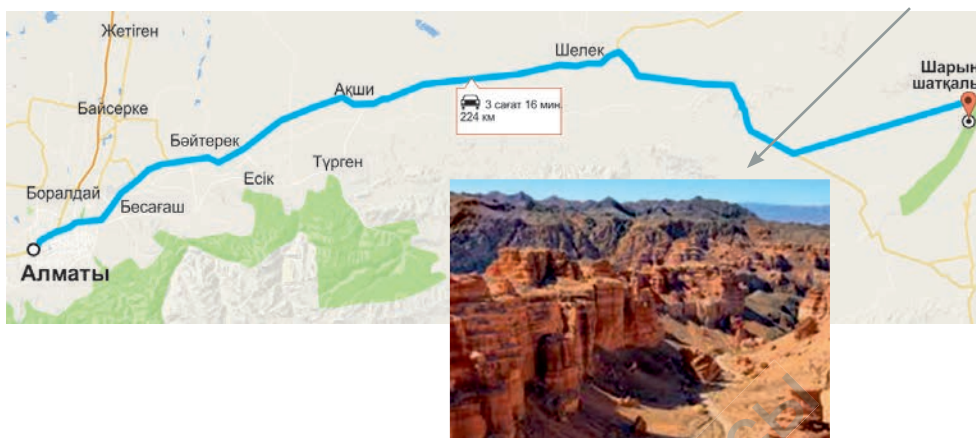 Жетіген
Шелек
Шарын
шатқалы
Ақши
3 сағат 16 мин.
224 км
Байсерке
Бәйтерек
Түрген
Есік
Боралдай
Бесағаш
Алматы